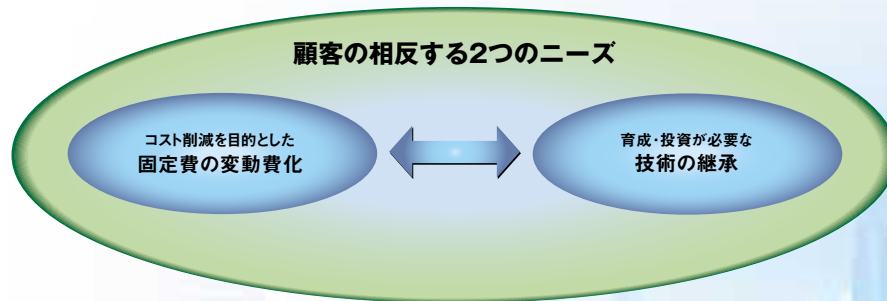 顧客の相反する2つのニーズ
コスト削減を目的とした
固定費の変動費化
育成・投資が必要な
技術の継承